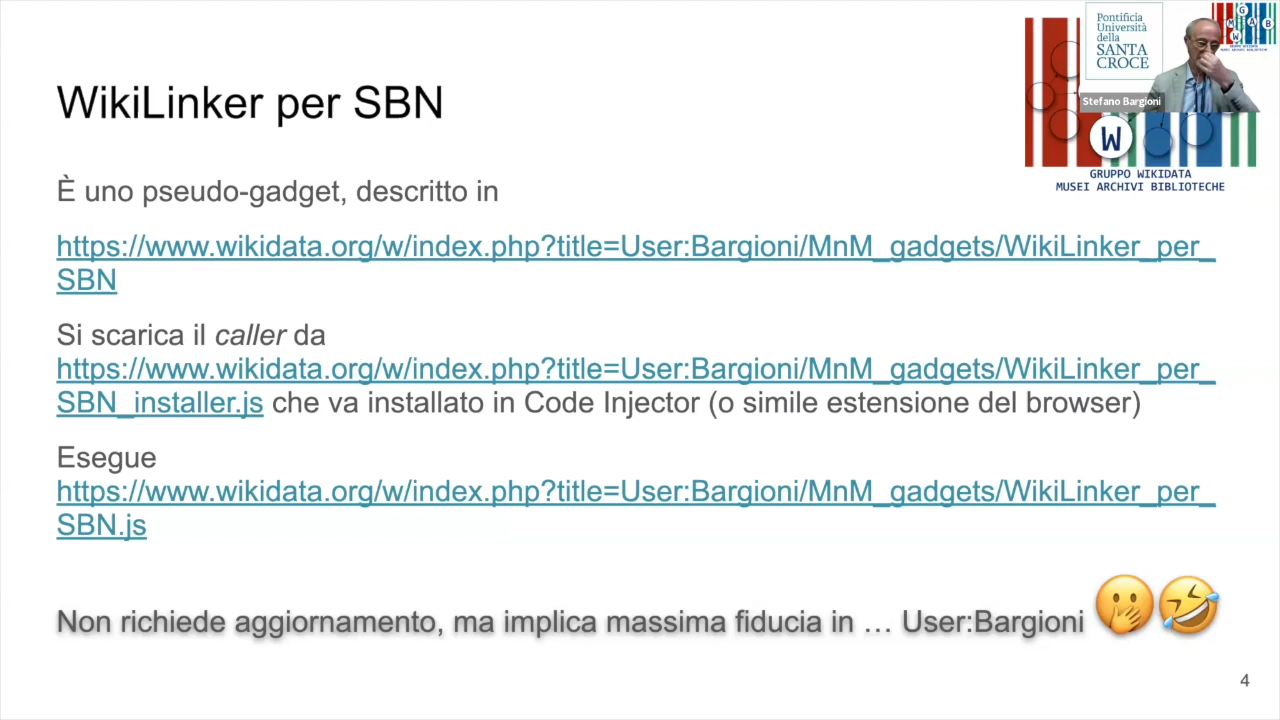 WikiLinker per SBN
È uno pseudo-gadget, descritto in
https://www.wikidata.org/w/index.php?title=User:Bargioni/MnM_gadgets/WikiLinker_per_
SBN
Si scarica il caller da
https://www.wikidata.org/w/index.php?title=User:Bargioni/MnM_gadgets/WikiLinker_per_
SBN_installer.js che va installato in Code Injector (o simile estensione del browser)
Esegue
https://www.wikidata.org/w/index.php?title=User:Bargioni/MnM_gadgets/WikiLinker_per_
SBN.js
Non richiede aggiornamento, ma implica massima fiducia in … User:Bargioni 🤭🤣
4
Pontificia
Università
della
SANTA
CROCE
Stefano Bargioni
G
M A B
W
W
GRUPPO WIKIDATA
MUSEI ARCHIVI BIBLIOTECHE